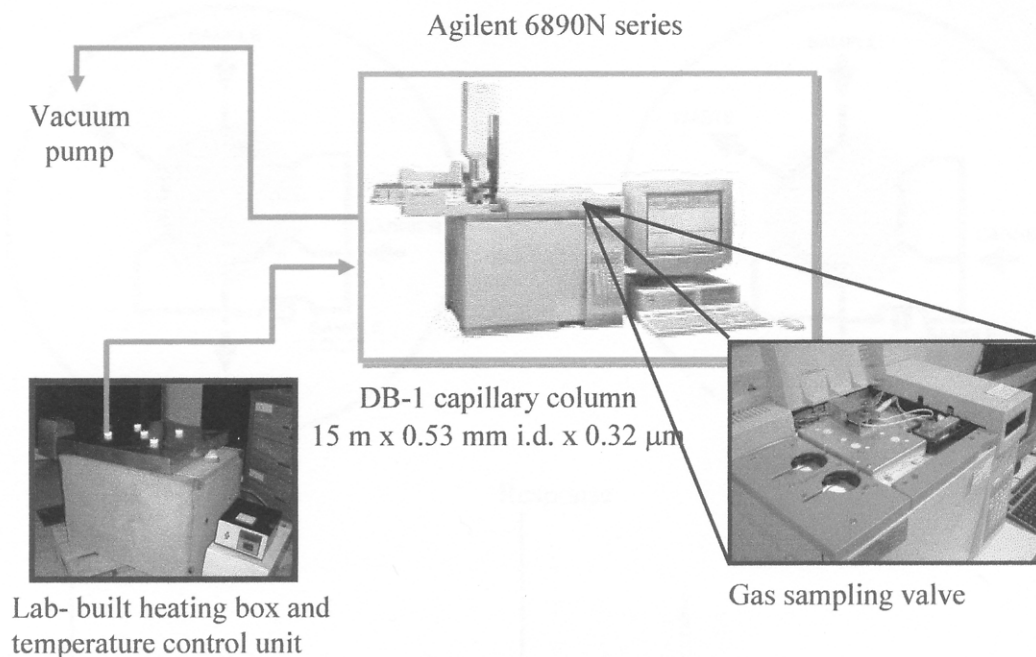 Agilent 6890N series
Vacuum
pump
DB-1 capillary column
15 m x 0.53 mm i.d. x 0.32 μm
Lab- built heating box and
temperature control unit
Gas sampling valve